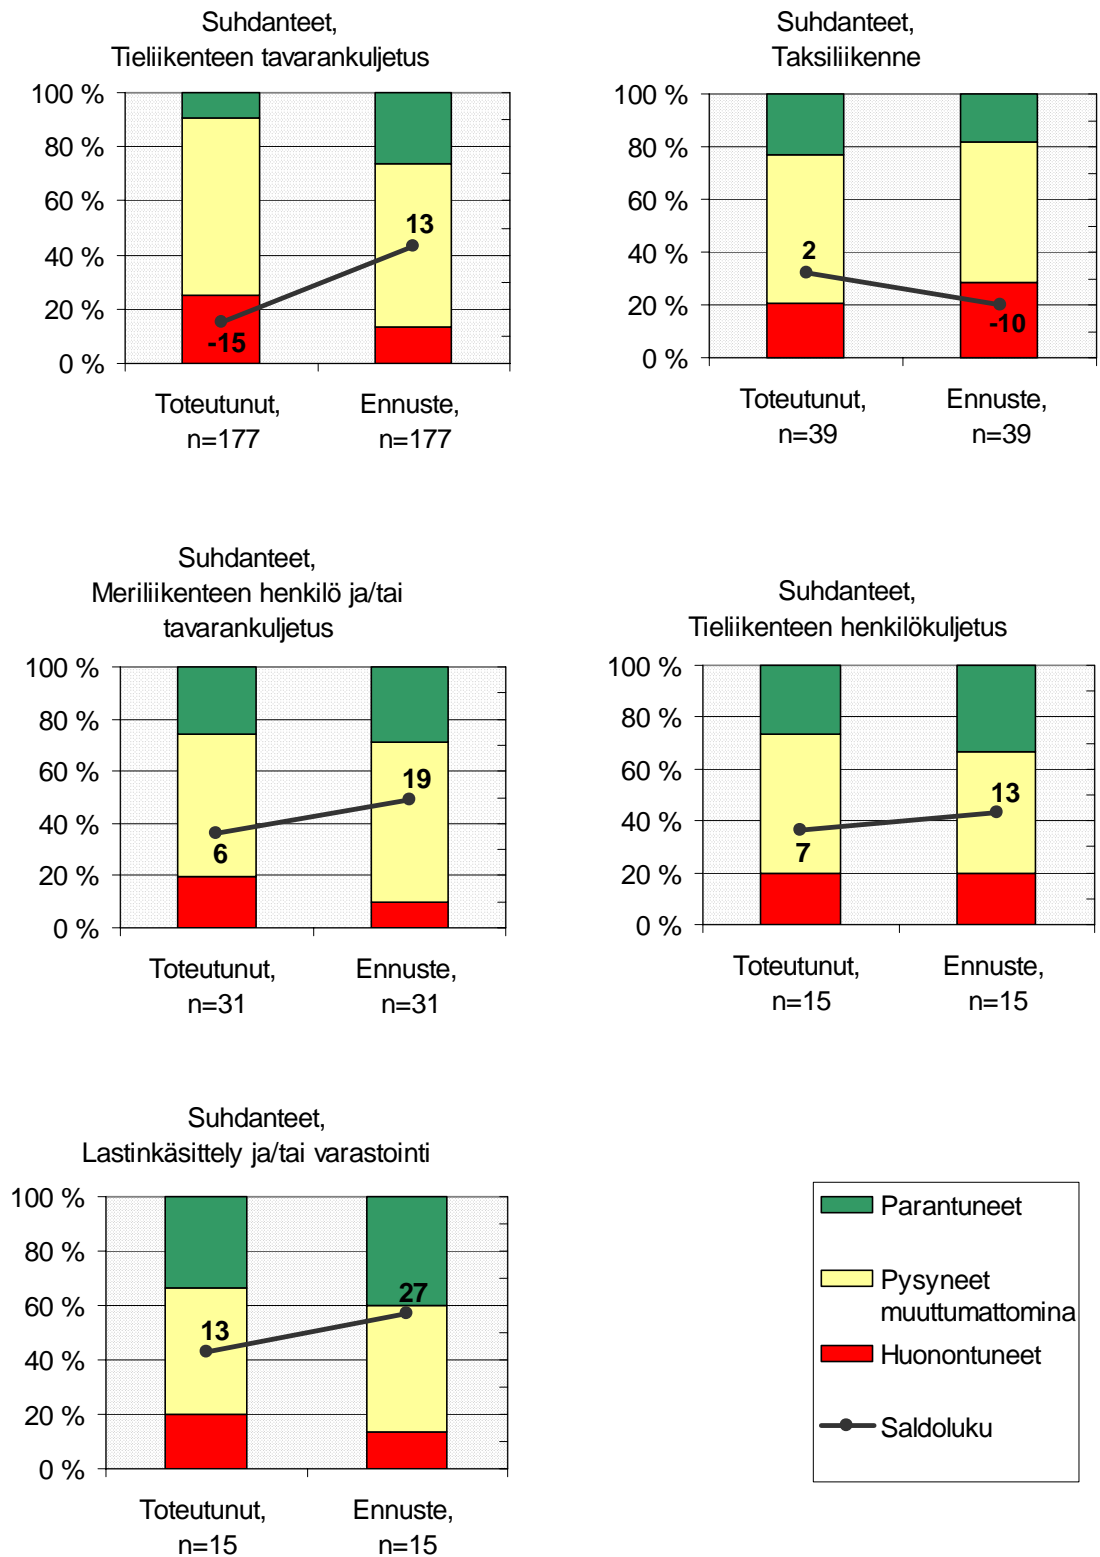 Suhdanteet,
Tieliikenteen tavarankuljetus
100 %
80 %
60 %
40 %
20 %
0 %
13
-15
Toteutunut,
n=177
Ennuste,
n=177
Suhdanteet,
Taksiliikenne
100 %
80 %
60 %
40 %
20 %
0 %
2
-10
Toteutunut,
n=39
Ennuste,
n=39
Suhdanteet,
Meriliikenteen henkilö ja/tai
tavarankuljetus
100 %
80 %
60 %
40 %
20 %
0 %
19
6
Toteutunut,
n=31
Ennuste,
n=31
Suhdanteet,
Tieliikenteen henkilökuljetus
100 %
80 %
60 %
40 %
20 %
0 %
13
7
Toteutunut,
n=15
Ennuste,
n=15
Suhdanteet,
Lastinkäsittely ja/tai varastointi
100 %
80 %
60 %
40 %
20 %
0 %
27
13
Toteutunut,
n=15
Ennuste,
n=15
Parantuneet
Pysyneet
muuttumattomina
Huonontuneet
Saldoluku